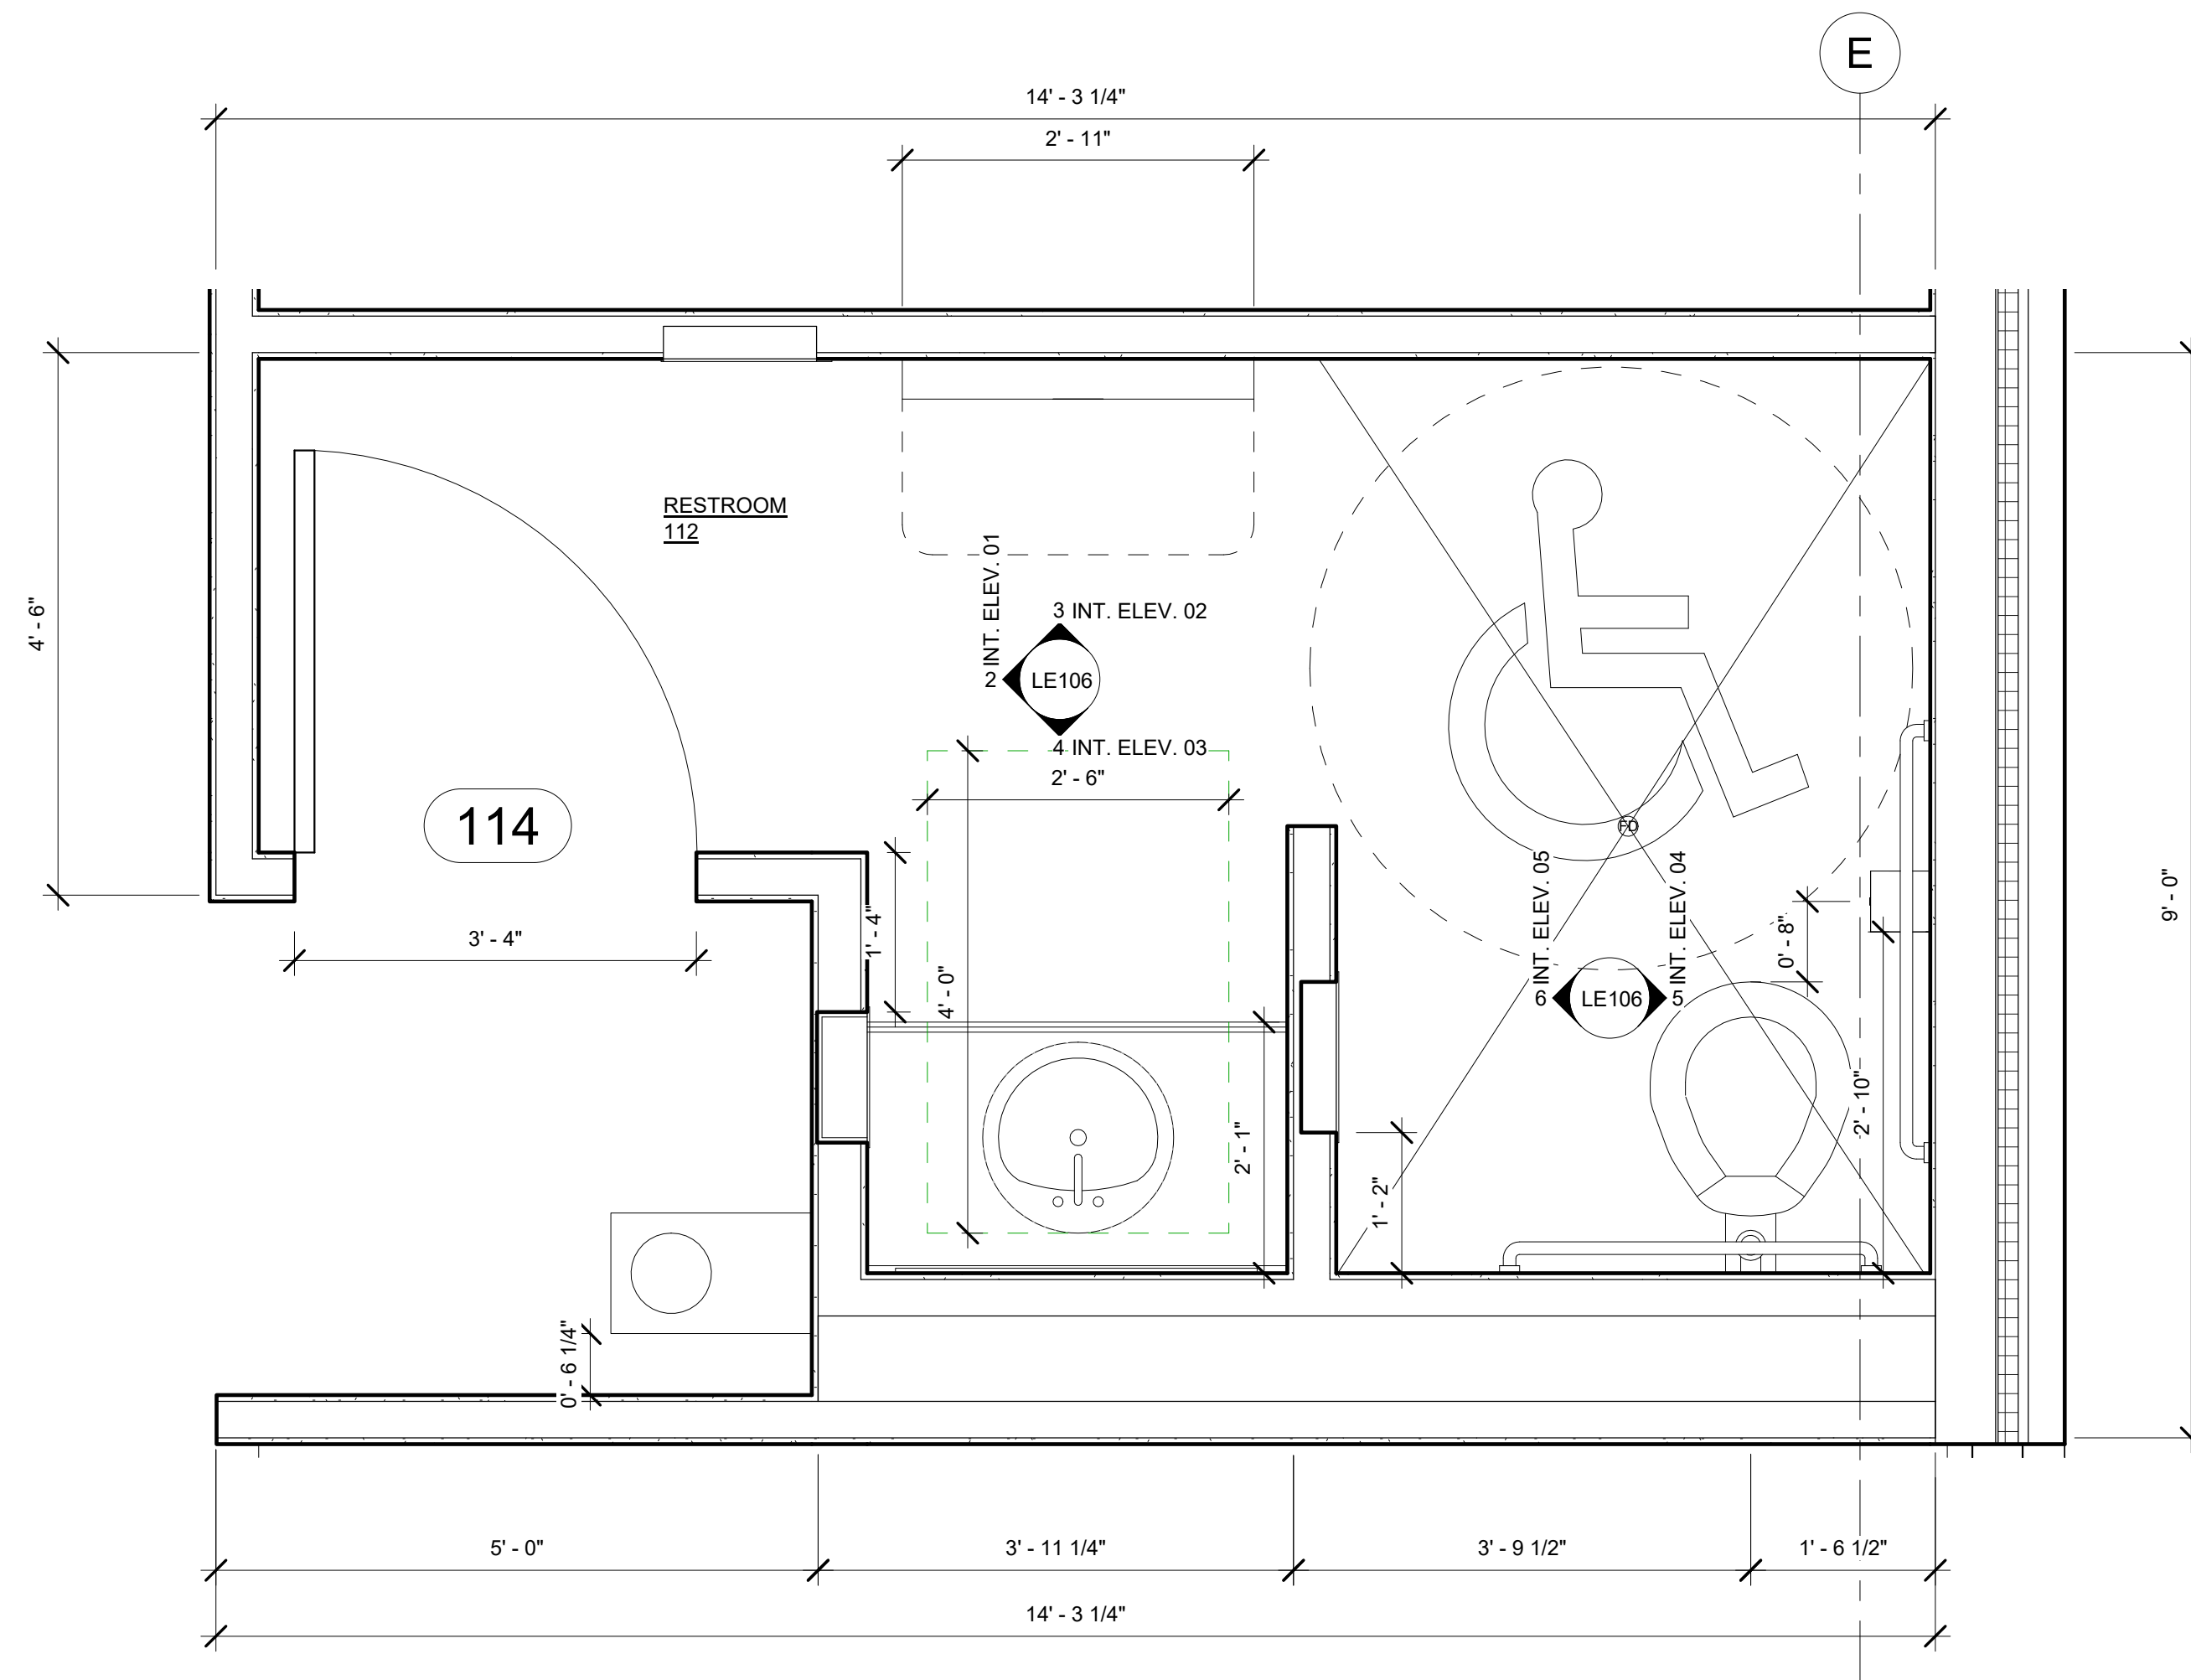 E
14' - 3 1/4"
2' - 11"
RESTROOM
112
INT. ELEV. 01
3 INT. ELEV. 02
2
LE106
4 INT. ELEV. 03
2' - 6"
4' - 6"
114
3' - 4"
1' - 4"
4' - 0"
FD
INT. ELEV. 05
INT. ELEV. 04
6
LE106
5
0' - 8"
9' - 0"
2' - 10"
2' - 1"
1' - 2"
0' - 6 1/4"
5' - 0"
3' - 11 1/4"
3' - 9 1/2"
1' - 6 1/2"
14' - 3 1/4"